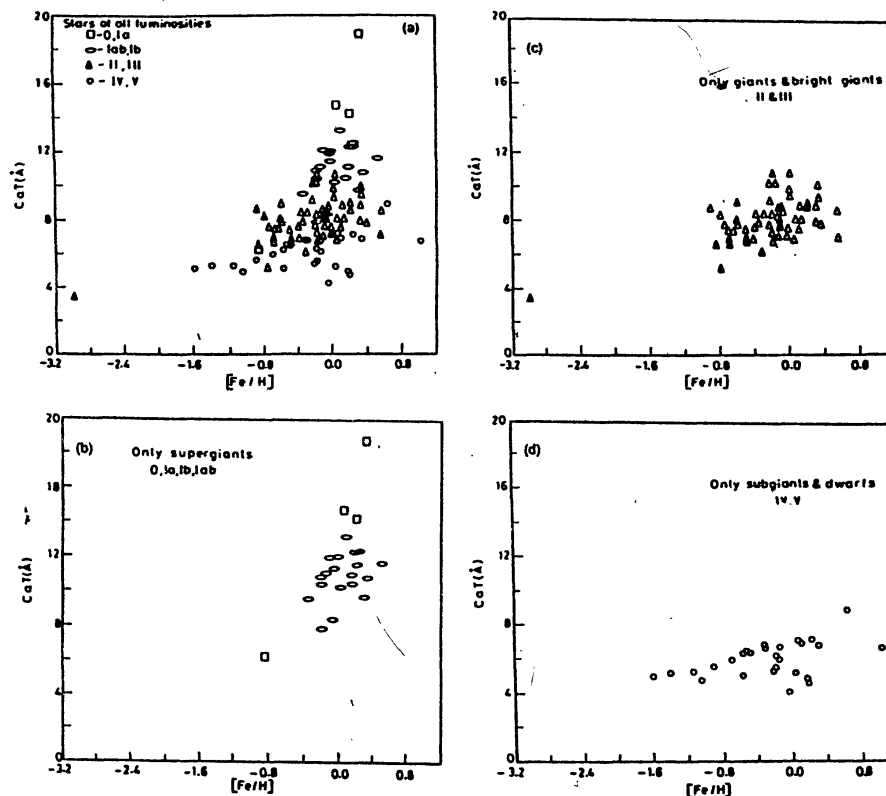 Stars of all luminosities
□-0,Ia
⬭-Iab,Ib
▲-II,III
○-IV,V
(a)
20
16
12
8
4
0
CaT(Å)
-3.2 -2.4 -1.6 -0.8 0.0 0.8
[Fe/H]
(c)
Only giants & bright giants
II & III
20
16
12
8
4
0
CaT(Å)
-3.2 -2.4 -1.6 -0.8 0.0 0.8
[Fe/H]
(b)
Only supergiants
0,Ia,Ib,Iab
20
16
12
8
4
0
CaT(Å)
-3.2 -2.4 -1.6 -0.8 0.0 0.8
[Fe/H]
(d)
Only subgiants & dwarfs
IV,V
20
16
12
8
4
0
CaT(Å)
-3.2 -2.4 -1.6 -0.8 0.0 0.8
[Fe/H]